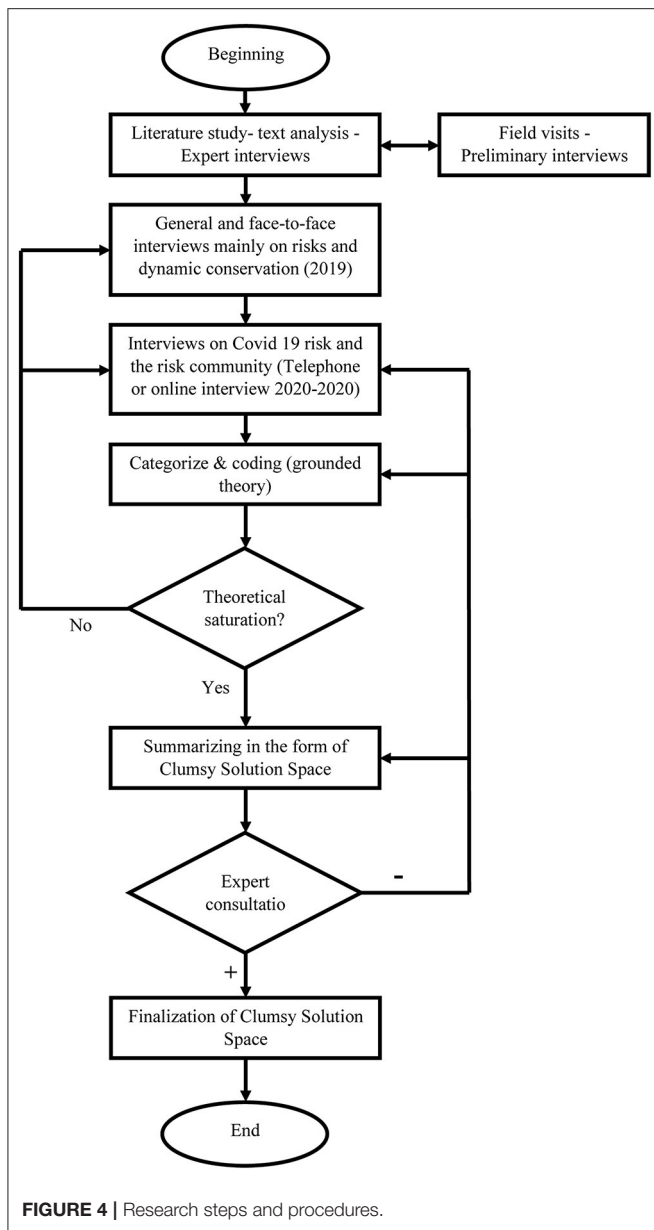 Beginning
Literature study- text analysis -
Expert interviews
Field visits -
Preliminary interviews
General and face-to-face
interviews mainly on risks and
dynamic conservation (2019)
Interviews on Covid 19 risk and
the risk community (Telephone
or online interview 2020-2020)
Categorize & coding (grounded
theory)
Theoretical
saturation?
No
Yes
Summarizing in the form of
Clumsy Solution Space
Expert
consultatio
-
+
Finalization of Clumsy Solution
Space
End
FIGURE 4 | Research steps and procedures.